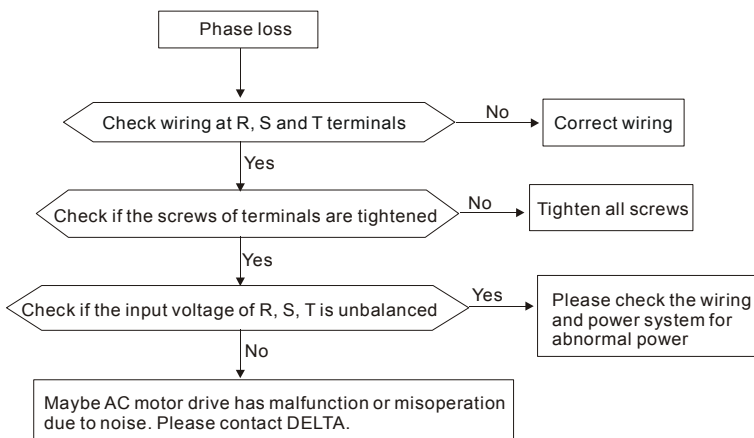 Phase loss
Check wiring at R, S and T terminals
No
Correct wiring
Yes
Check if the screws of terminals are tightened
No
Tighten all screws
Yes
Check if the input voltage of R, S, T is unbalanced
Yes
Please check the wiring
and power system for
abnormal power
No
Maybe AC motor drive has malfunction or misoperation
due to noise. Please contact DELTA.